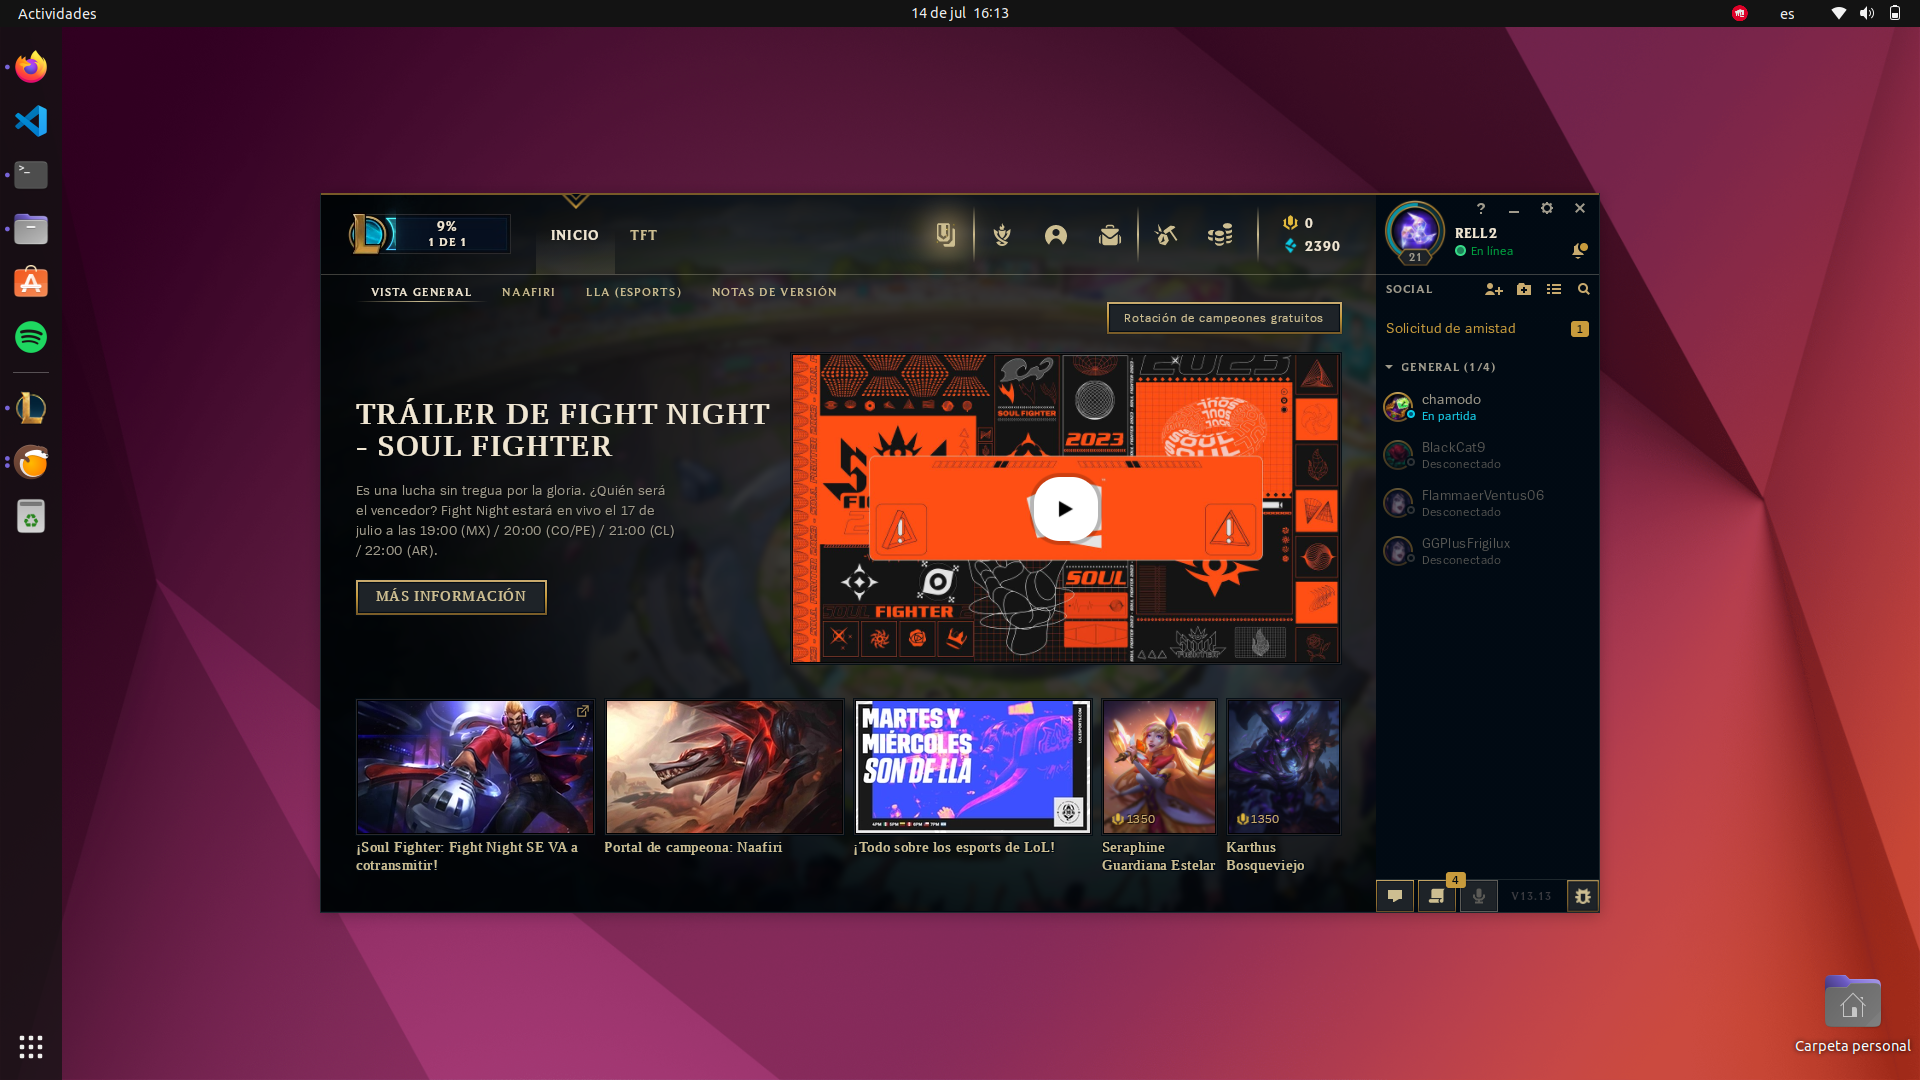 Actividades
14 de jul 16:13
es
9%
1 DE 1
INICIO
TFT
0
2390
21
RELL2
En línea
VISTA GENERAL
NAAFIRI
LLA (ESPORTS)
NOTAS DE VERSIÓN
Rotación de campeones gratuitos
SOCIAL
Solicitud de amistad
1
GENERAL (1/4)
chamodo
En partida
BlackCat9
Desconectado
FlammaerVentus06
Desconectado
GGPlusFrigilux
Desconectado
TRÁILER DE FIGHT NIGHT
- SOUL FIGHTER
Es una lucha sin tregua por la gloria. ¿Quién será
el vencedor? Fight Night estará en vivo el 17 de
julio a las 19:00 (MX) / 20:00 (CO/PE) / 21:00 (CL)
/ 22:00 (AR).
MÁS INFORMACIÓN
2023
SOUL FIGHTER
2023
SOUL
SOUL
FIGHTER
MARTES Y
MIÉRCOLES
SON DE LLA
1350
1350
¡Soul Fighter: Fight Night SE VA a
cotransmitir!
Portal de campeona: Naafiri
¡Todo sobre los esports de LoL!
Seraphine
Guardiana Estelar
Karthus
Bosqueviejo
4
V13.13
Carpeta personal